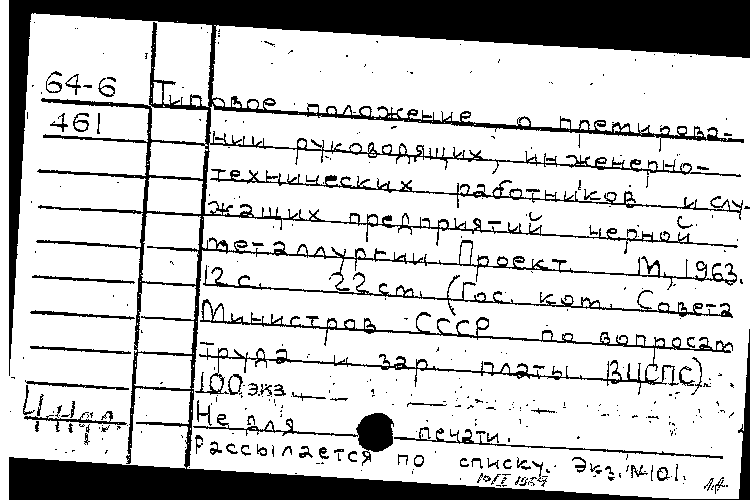 64-6 Типовое положение о премирова-
461 нии руководящих, инженерно-
технических работников и слу-
жащих предприятий черной
металлургии. Проект. М., 1963.
12 с. 22 см. (Гос. ком. Совета
Министров СССР по вопросам
труда и зар. платы. ВЦСПС).
100 экз.
Не для печати.
Рассылается по списку. Экз. №101.